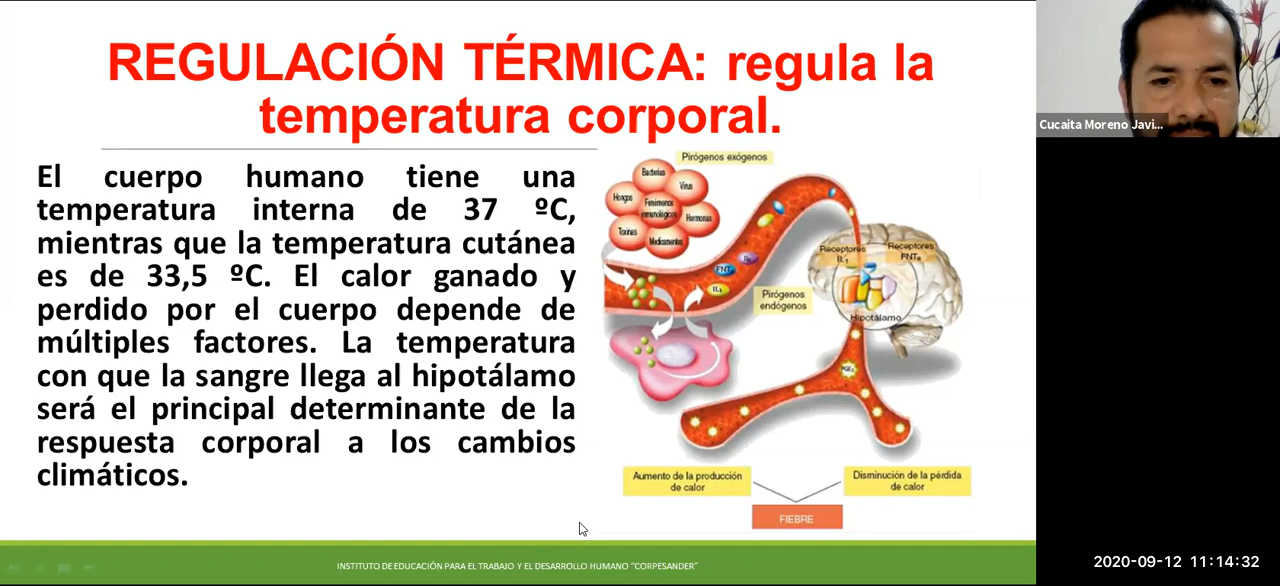 REGULACIÓN TÉRMICA: regula la
temperatura corporal.
El cuerpo humano tiene una
temperatura interna de 37 ºC,
mientras que la temperatura cutánea
es de 33,5 ºC. El calor ganado y
perdido por el cuerpo depende de
múltiples factores. La temperatura
con que la sangre llega al hipotálamo
será el principal determinante de la
respuesta corporal a los cambios
climáticos.
Pirógenos exógenos
Bacterias
Virus
Hongos
Fenómenos
inmunológicos
Hormonas
Toxinas
Medicamentos
FNT
IL₁
Pirógenos
endógenos
Receptores
IL₁
Receptores
FNTₐ
Hipotálamo
Aumento de la producción
de calor
Disminución de la pérdida
de calor
FIEBRE
INSTITUTO DE EDUCACIÓN PARA EL TRABAJO Y EL DESARROLLO HUMANO "CORPESANDER"
Cucaita Moreno Javi...
2020-09-12 11:14:32